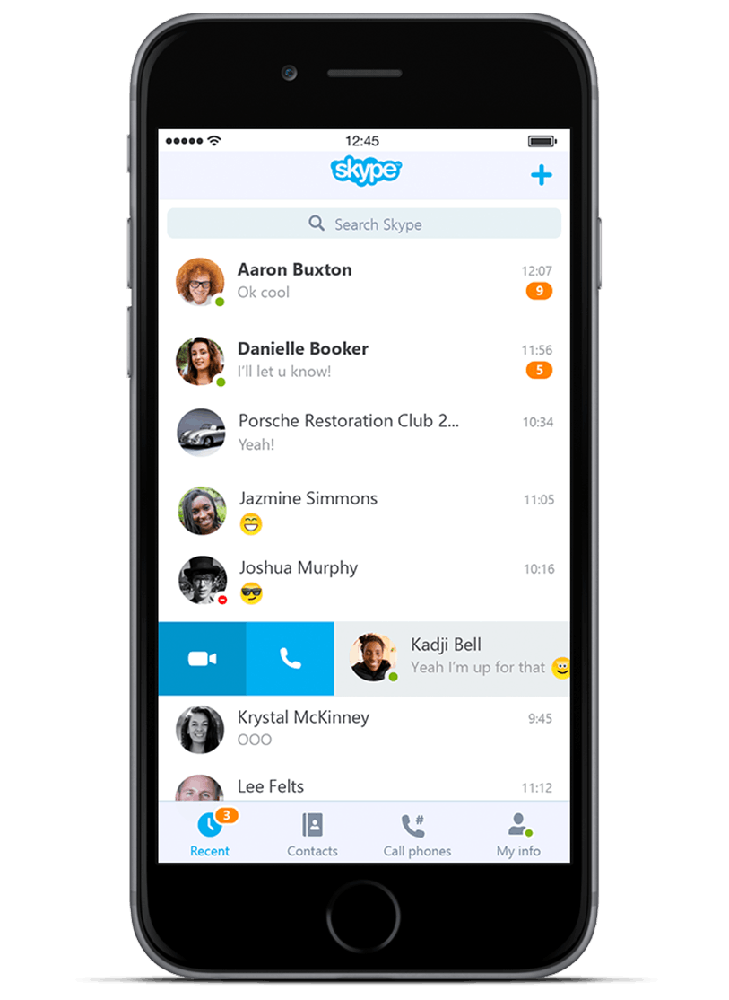 12:45
skype
Search Skype
Aaron Buxton
12:07
Ok cool
9
Danielle Booker
11:56
I'll let u know!
5
Porsche Restoration Club 2...
10:34
Yeah!
Jazmine Simmons
11:05
Joshua Murphy
10:16
Kadji Bell
Yeah I'm up for that
Krystal McKinney
9:45
OOO
Lee Felts
11:12
3
#
Recent
Contacts
Call phones
My info